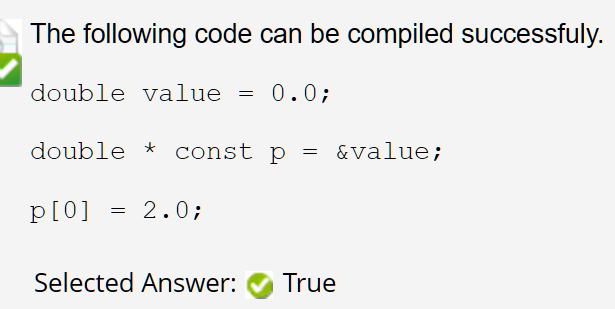 The following code can be compiled successfuly.
double value = 0.0;
double * const p = &value;
p[0] = 2.0;
Selected Answer: True